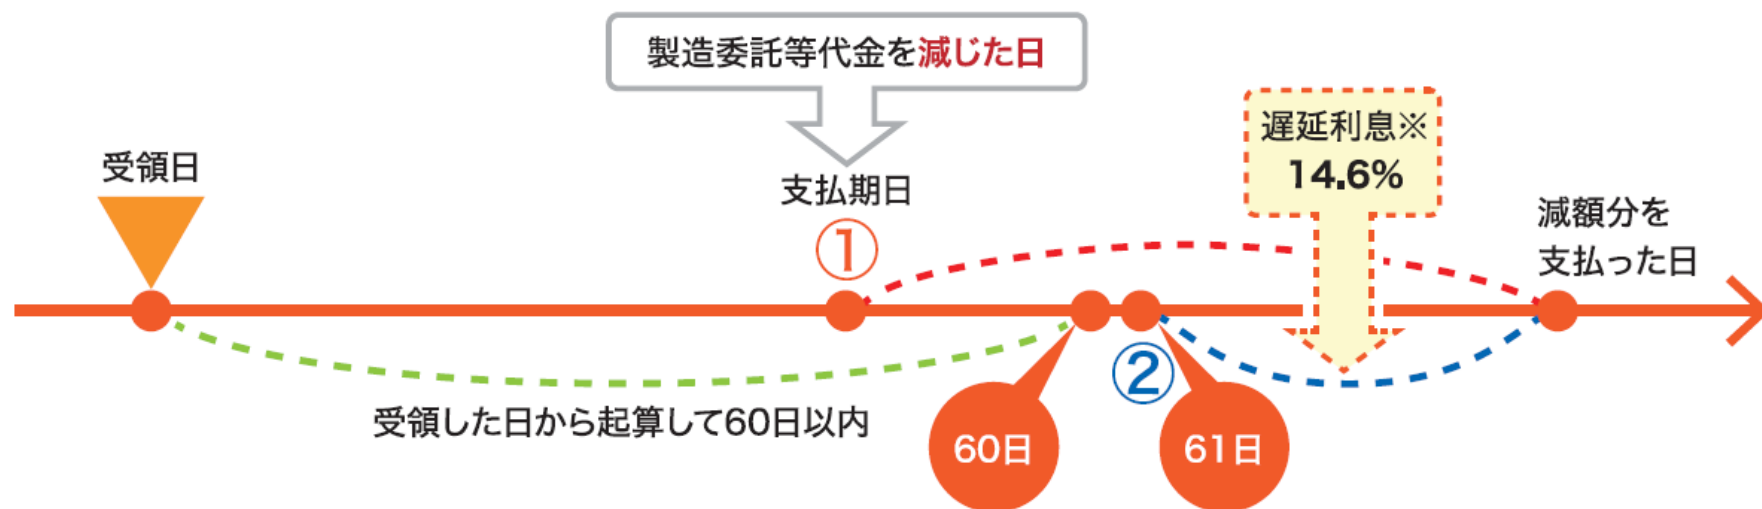 製造委託等代金を減じた日
受領日
支払期日
①
遅延利息※
14.6%
減額分を
支払った日
②
受領した日から起算して60日以内
60日
61日